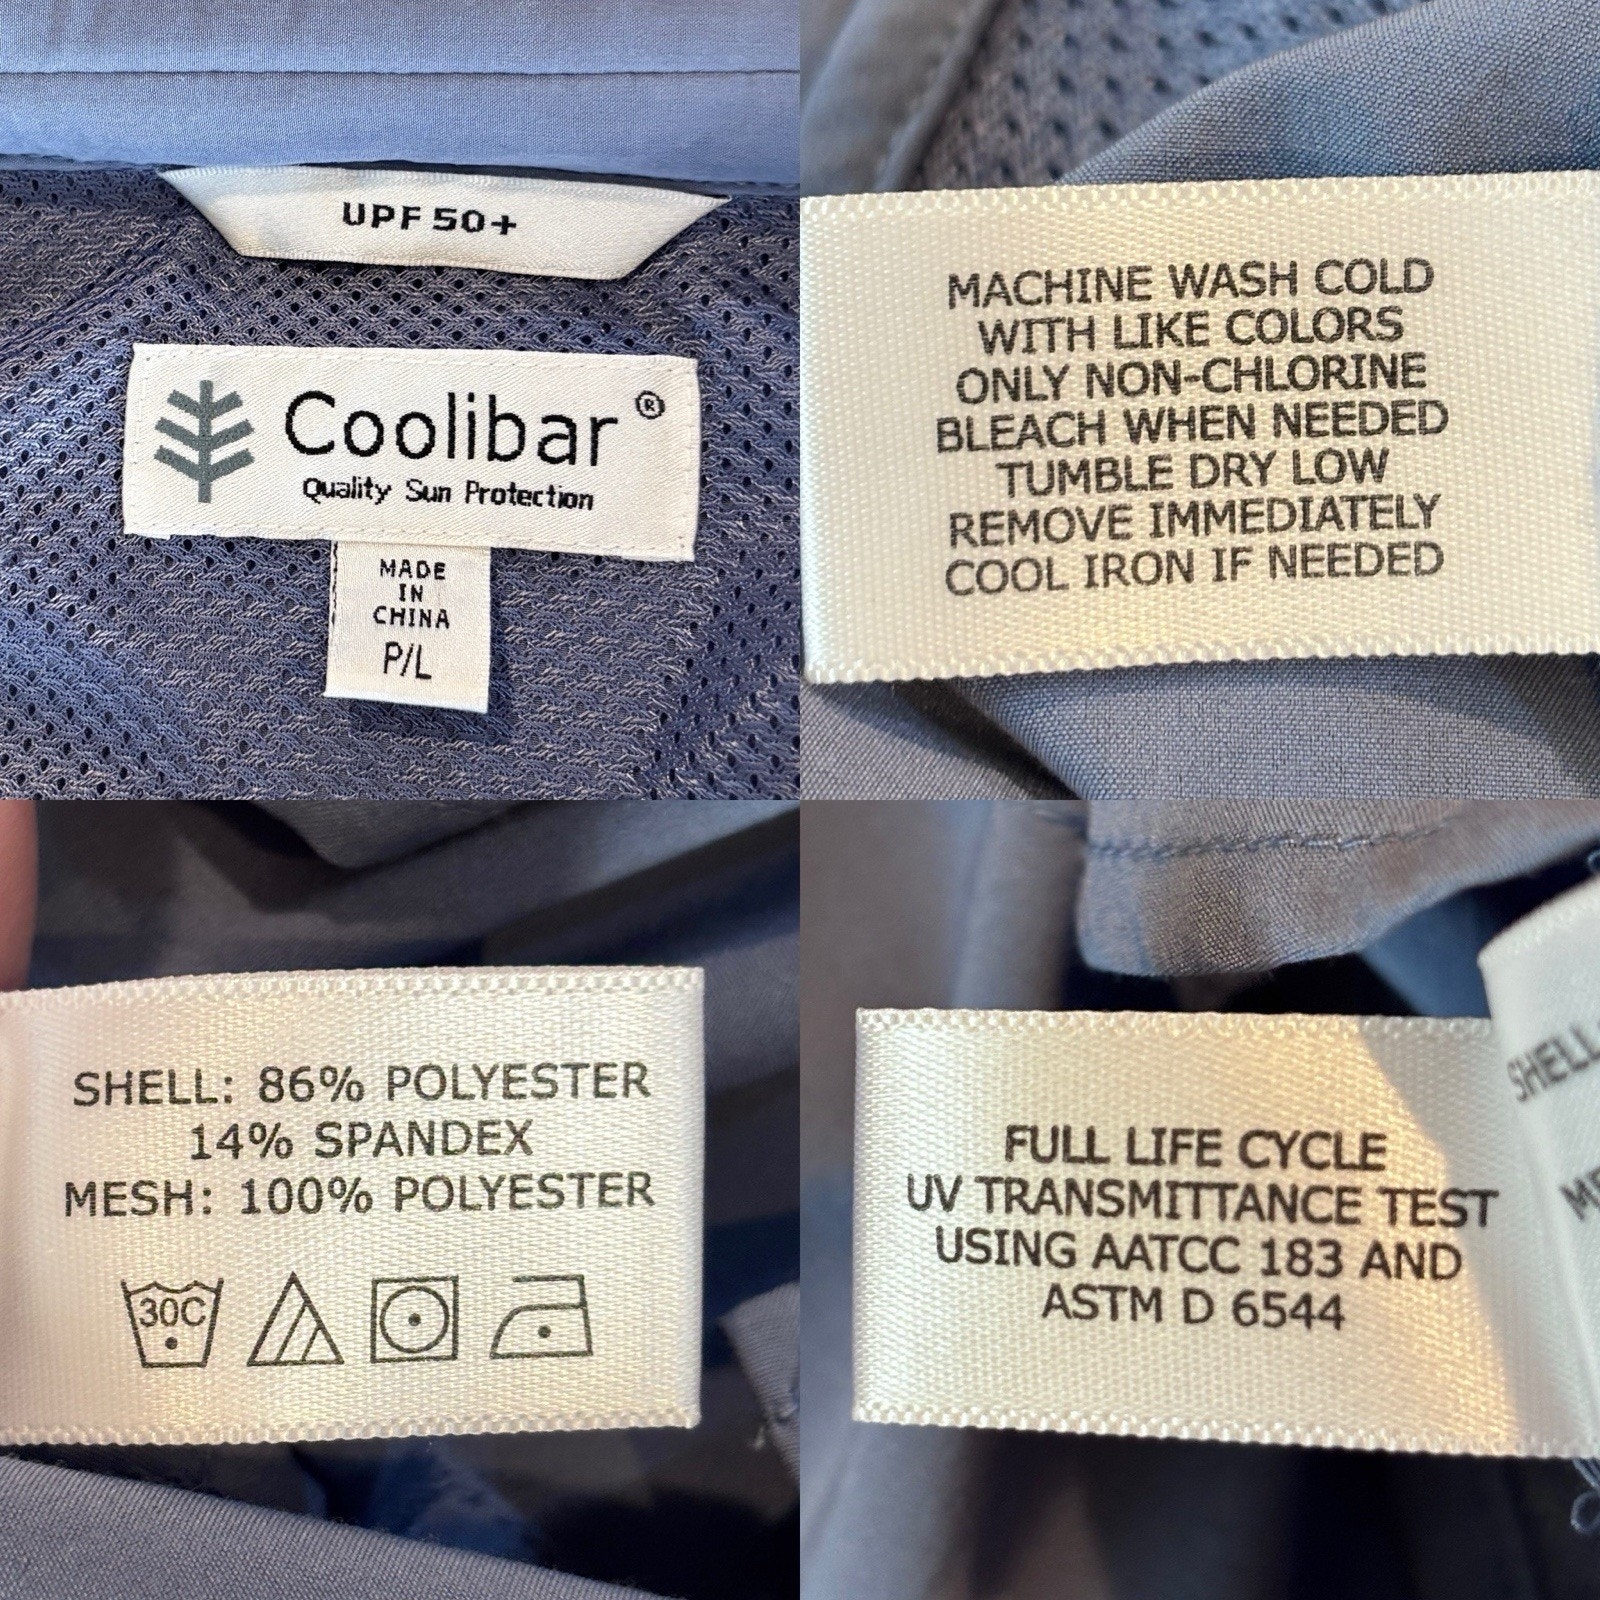 UPF 50+
Coolibar®
Quality Sun Protection
MADE
IN
CHINA
P/L
MACHINE WASH COLD
WITH LIKE COLORS
ONLY NON-CHLORINE
BLEACH WHEN NEEDED
TUMBLE DRY LOW
REMOVE IMMEDIATELY
COOL IRON IF NEEDED
SHELL: 86% POLYESTER
14% SPANDEX
MESH: 100% POLYESTER
30C
FULL LIFE CYCLE
UV TRANSMITTANCE TEST
USING AATCC 183 AND
ASTM D 6544
SHELL